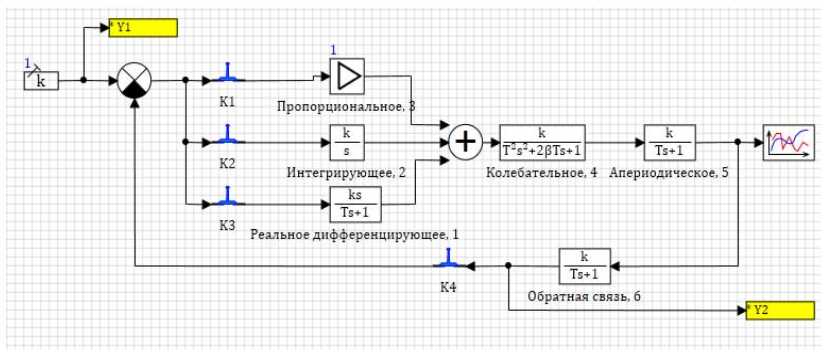 * Y1
1
k
1
K1
Пропорциональное, 3
k
s
K2
Интегрирующее, 2
k
T²s²+2βTs+1
Колебательное, 4
k
Ts+1
Апериодическое, 5
ks
Ts+1
K3
Реальное дифференцирующее, 1
k
Ts+1
K4
Обратная связь, 6
* Y2